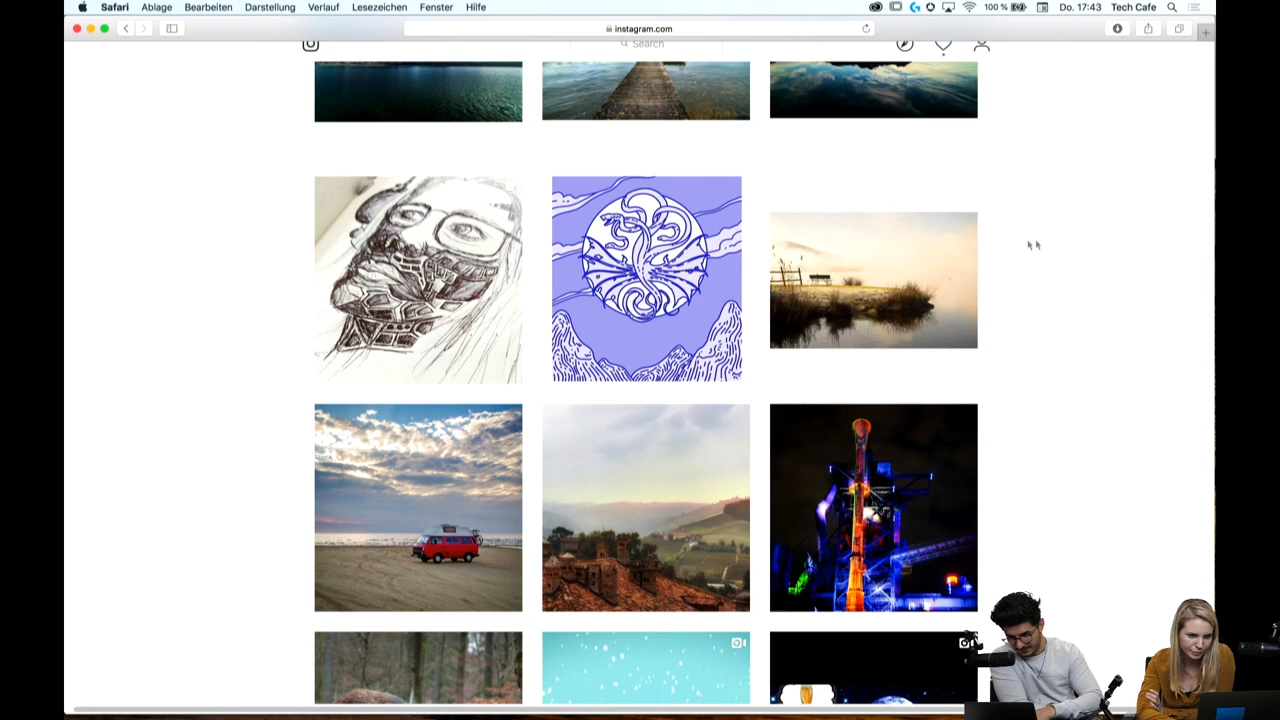 Safari Ablage Bearbeiten Darstellung Verlauf Lesezeichen Fenster Hilfe 100 % Do. 17:43 Tech Cafe
instagram.com
Search